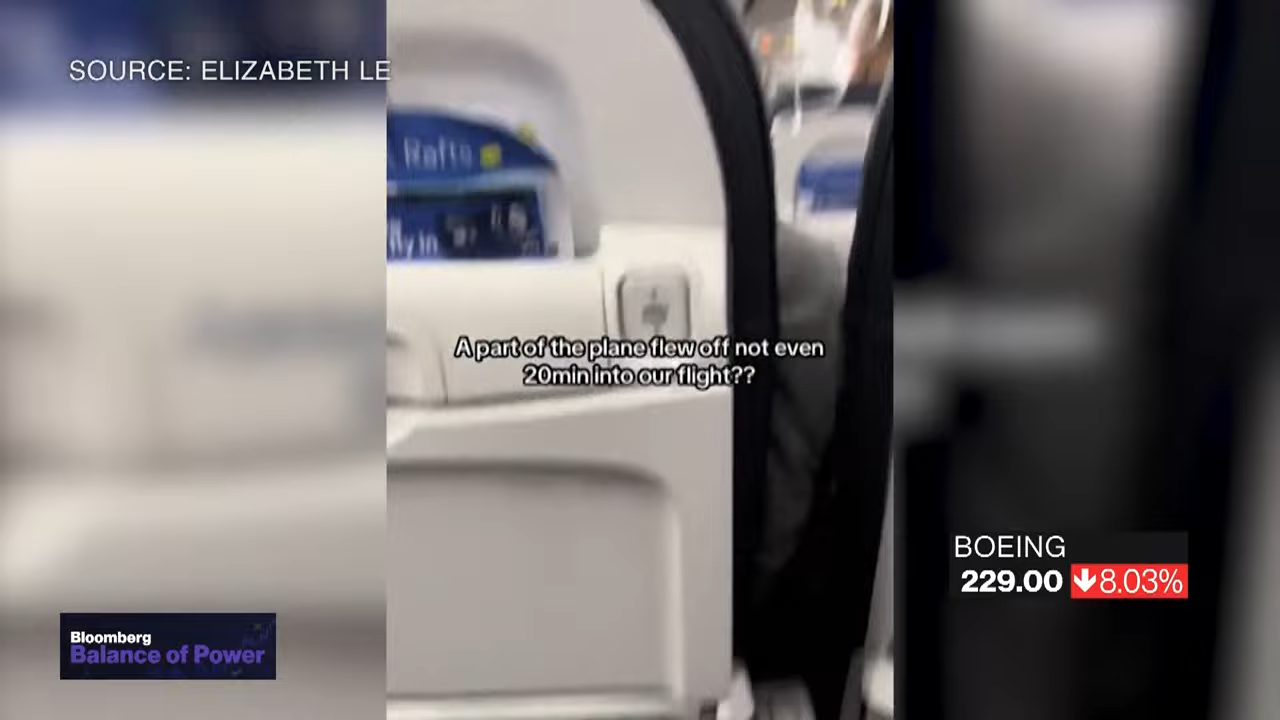 SOURCE: ELIZABETH LE
Rafts
A part of the plane flew off not even
20min into our flight??
BOEING
229.00 8.03%
Bloomberg
Balance of Power